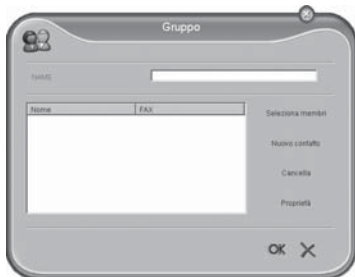 Gruppo
Nome FAX
Seleziona membri
Nuovo contatto
Cancella
Proprietà
OK